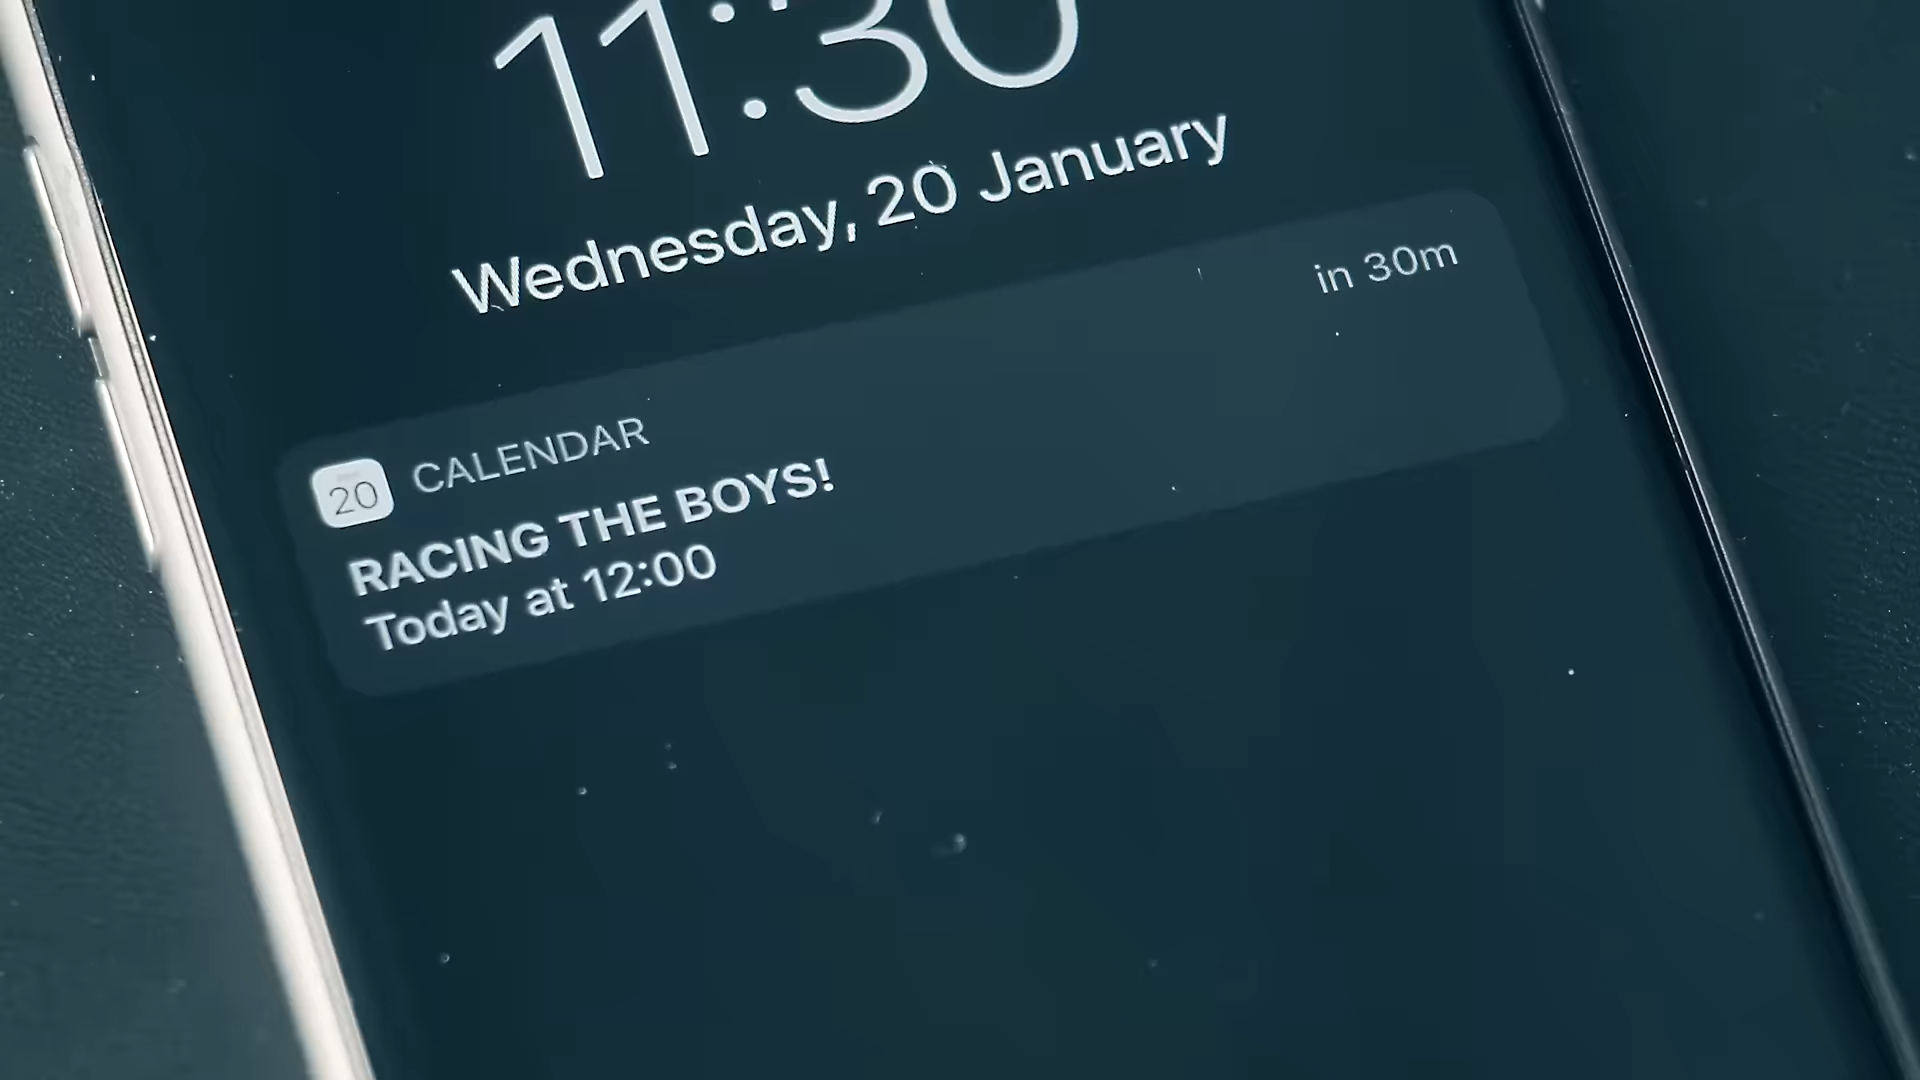 11:30
Wednesday, 20 January
in 30m
20 CALENDAR
RACING THE BOYS!
Today at 12:00